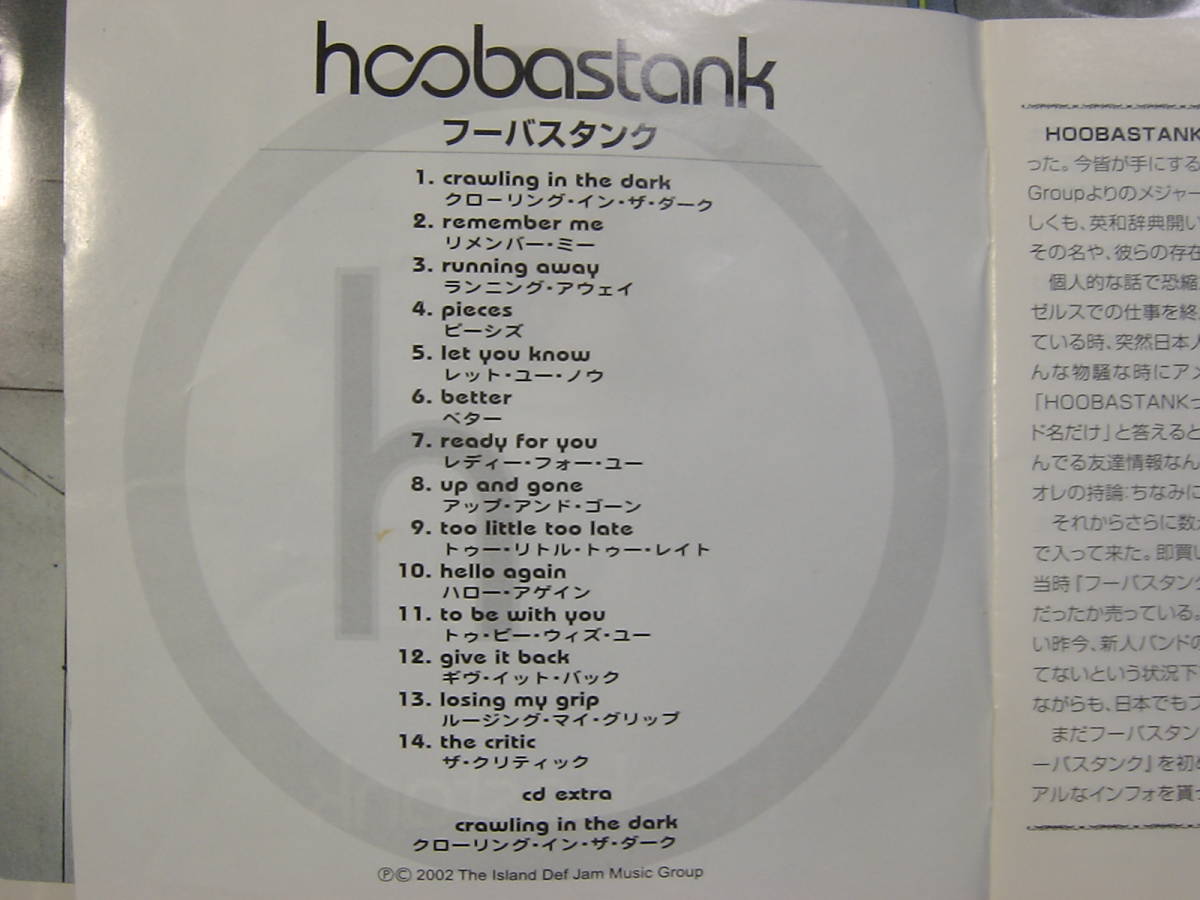 hoobastank
フーバスタンク
1. crawling in the dark
クローリング・イン・ザ・ダーク
2. remember me
リメンバー・ミー
3. running away
ランニング・アウェイ
4. pieces
ピーシズ
5. let you know
レット・ユー・ノウ
6. better
ベター
7. ready for you
レディー・フォー・ユー
8. up and gone
アップ・アンド・ゴーン
9. too little too late
トゥー・リトル・トゥー・レイト
10. hello again
ハロー・アゲイン
11. to be with you
トゥ・ビー・ウィズ・ユー
12. give it back
ギヴ・イット・バック
13. losing my grip
ルージング・マイ・グリップ
14. the critic
ザ・クリティック
cd extra
crawling in the dark
クローリング・イン・ザ・ダーク
℗© 2002 The Island Def Jam Music Group
HOOBASTANK
った。今皆が手にする
Groupよりのメジャー
しくも、英和辞典開い
その名や、彼らの存在
個人的な話で恐縮
ゼルスでの仕事を終
ている時、突然日本人
んな物騒な時にアメ
「HOOBASTANKっ
ド名だけ」と答えると
んでる友達情報なん
オレの持論:ちなみに
それからさらに数
で入って来た。即買い
当時『フーバスタンク
だったか売っている。
い昨今、新人バンドの
てないという状況下
ながらも、日本でもフ
まだフーバスタン
ーバスタンク』を初め
アルなインフォを貰っ